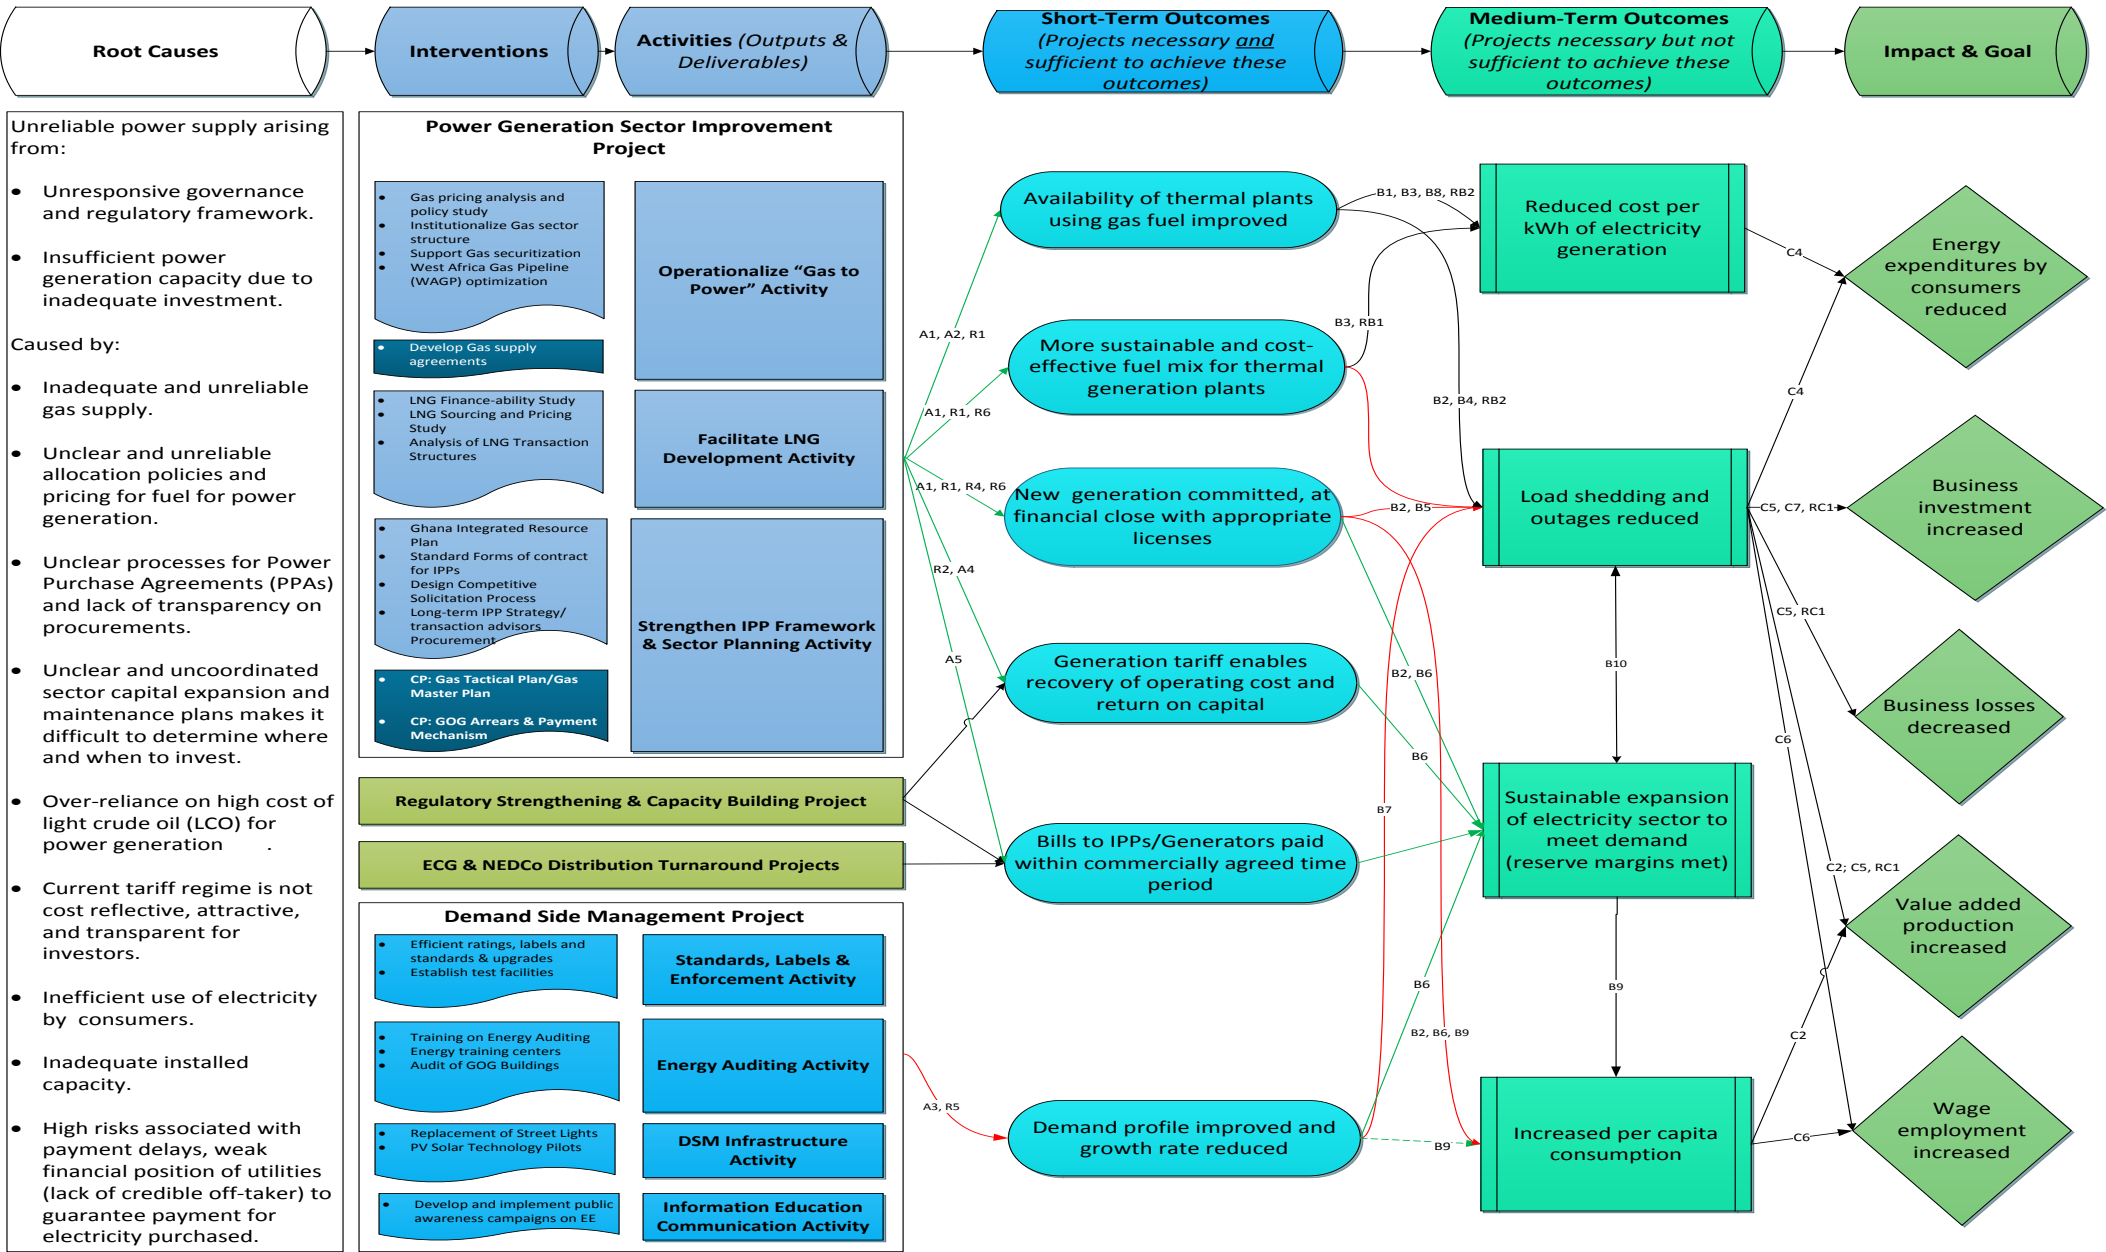 Root Causes
Interventions
Activities (Outputs &
Deliverables)
Short-Term Outcomes
(Projects necessary and
sufficient to achieve these
outcomes)
Medium-Term Outcomes
(Projects necessary but not
sufficient to achieve these
outcomes)
Impact & Goal
Unreliable power supply arising
from:
• Unresponsive governance
and regulatory framework.
• Insufficient power
generation capacity due to
inadequate investment.
Caused by:
• Inadequate and unreliable
gas supply.
• Unclear and unreliable
allocation policies and
pricing for fuel for power
generation.
• Unclear processes for Power
Purchase Agreements (PPAs)
and lack of transparency on
procurements.
• Unclear and uncoordinated
sector capital expansion and
maintenance plans makes it
difficult to determine where
and when to invest.
• Over-reliance on high cost of
light crude oil (LCO) for
power generation .
• Current tariff regime is not
cost reflective, attractive,
and transparent for
investors.
• Inefficient use of electricity
by consumers.
• Inadequate installed
capacity.
• High risks associated with
payment delays, weak
financial position of utilities
(lack of credible off-taker) to
guarantee payment for
electricity purchased.
Power Generation Sector Improvement
Project
• Gas pricing analysis and
policy study
• Institutionalize Gas sector
structure
• Support Gas securitization
• West Africa Gas Pipeline
(WAGP) optimization
• Develop Gas supply
agreements
Operationalize “Gas to
Power” Activity
• LNG Finance-ability Study
• LNG Sourcing and Pricing
Study
• Analysis of LNG Transaction
Structures
Facilitate LNG
Development Activity
• Ghana Integrated Resource
Plan
• Standard Forms of contract
for IPPs
• Design Competitive
Solicitation Process
• Long-term IPP Strategy/
transaction advisors
Procurement
• CP: Gas Tactical Plan/Gas
Master Plan
• CP: GOG Arrears & Payment
Mechanism
Strengthen IPP Framework
& Sector Planning Activity
Regulatory Strengthening & Capacity Building Project
ECG & NEDCo Distribution Turnaround Projects
Demand Side Management Project
• Efficient ratings, labels and
standards & upgrades
• Establish test facilities
Standards, Labels &
Enforcement Activity
• Training on Energy Auditing
• Energy training centers
• Audit of GOG Buildings
Energy Auditing Activity
• Replacement of Street Lights
• PV Solar Technology Pilots
DSM Infrastructure
Activity
• Develop and implement public
awareness campaigns on EE
Information Education
Communication Activity
A1, A2, R1
A1, R1, R6
A1, R1, R4, R6
R2, A4
A5
A3, R5
Availability of thermal plants
using gas fuel improved
More sustainable and cost-
effective fuel mix for thermal
generation plants
New generation committed, at
financial close with appropriate
licenses
Generation tariff enables
recovery of operating cost and
return on capital
Bills to IPPs/Generators paid
within commercially agreed time
period
Demand profile improved and
growth rate reduced
B1, B3, B8, RB2
B3, RB1
B2, B4, RB2
B2, B5
B2, B6
B6
B7
B6
B2, B6, B9
B9
Reduced cost per
kWh of electricity
generation
Load shedding and
outages reduced
B10
Sustainable expansion
of electricity sector to
meet demand
(reserve margins met)
B9
Increased per capita
consumption
C4
C4
C5, C7, RC1
C5, RC1
C6
C2; C5, RC1
C2
C6
Energy
expenditures by
consumers
reduced
Business
investment
increased
Business losses
decreased
Value added
production
increased
Wage
employment
increased